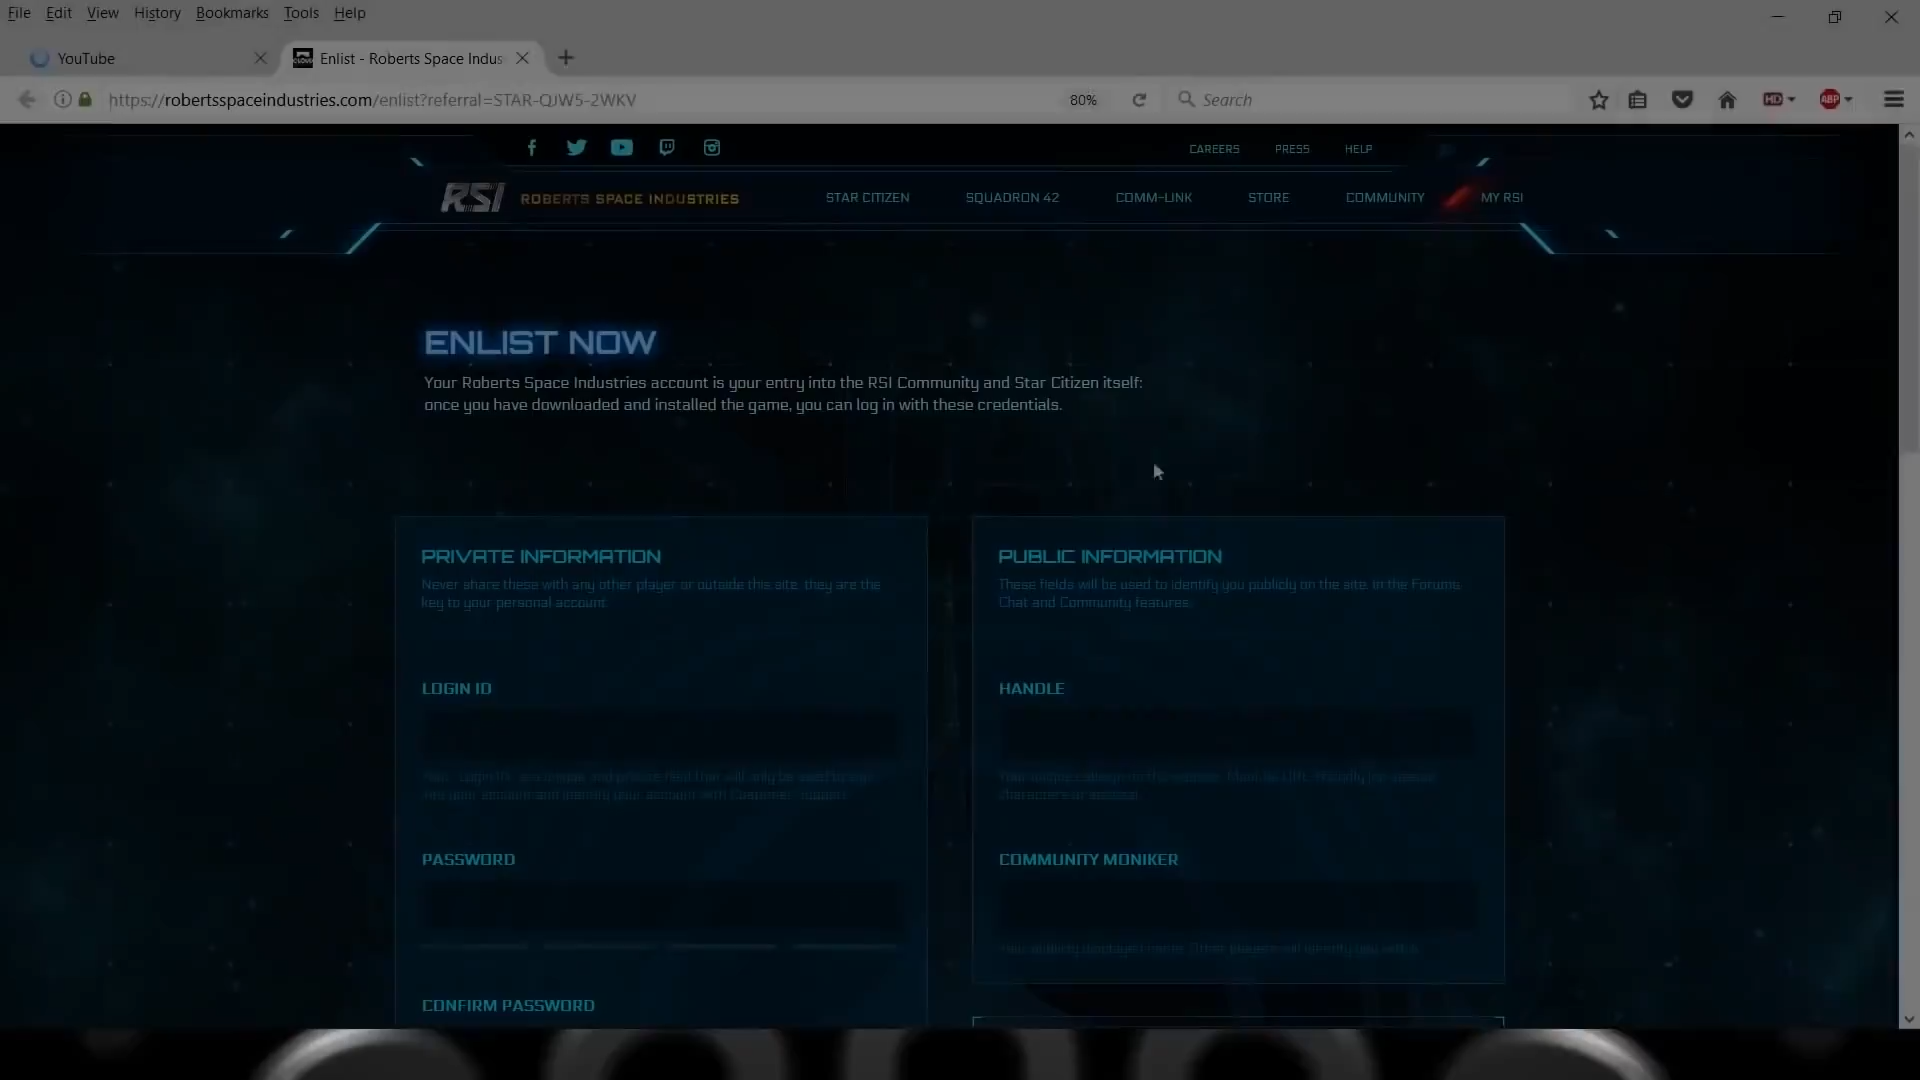 File Edit View History Bookmarks Tools Help
YouTube
Enlist - Roberts Space Indus
https://robertsspaceindustries.com/enlist?referral=STAR-QJW5-2WKV
80%
Search
HD
ABP
CAREERS PRESS HELP
RSI ROBERTS SPACE INDUSTRIES
STAR CITIZEN SQUADRON 42 COMM-LINK STORE COMMUNITY MY RSI
ENLIST NOW
Your Roberts Space Industries account is your entry into the RSI Community and Star Citizen itself:
once you have downloaded and installed the game, you can log in with these credentials.
PRIVATE INFORMATION
Never share these with any other player or outside this site, they are the
key to your personal account.
LOGIN ID
PASSWORD
CONFIRM PASSWORD
PUBLIC INFORMATION
These fields will be used to identify you publicly on the site, in the Forums,
Chat and Community features.
HANDLE
COMMUNITY MONIKER